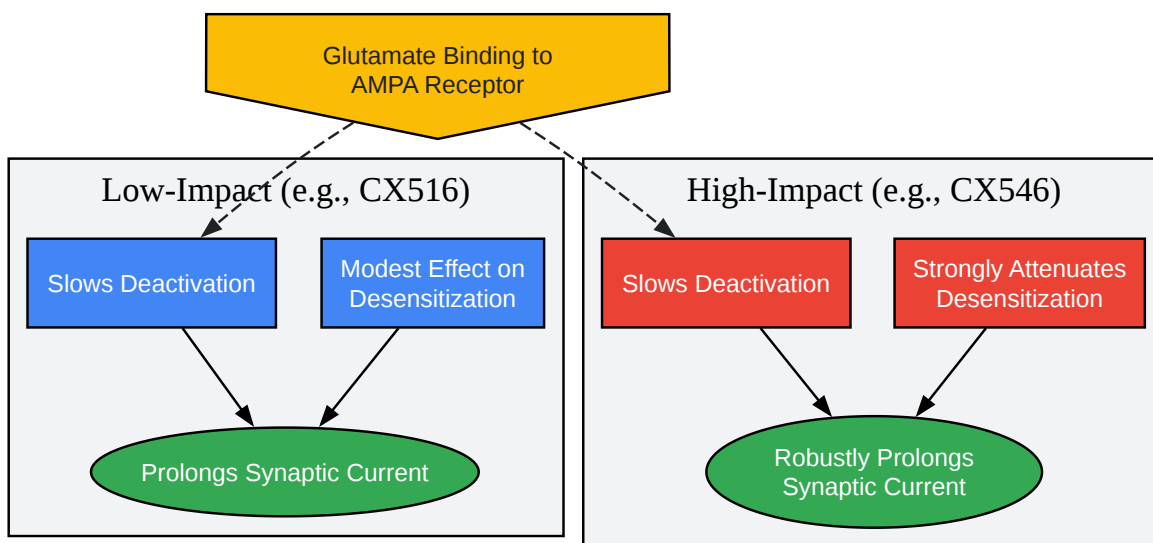 Glutamate Binding to
AMPA Receptor
Low-Impact (e.g., CX516)
Slows Deactivation
Modest Effect on
Desensitization
Prolongs Synaptic Current
High-Impact (e.g., CX546)
Slows Deactivation
Strongly Attenuates
Desensitization
Robustly Prolongs
Synaptic Current